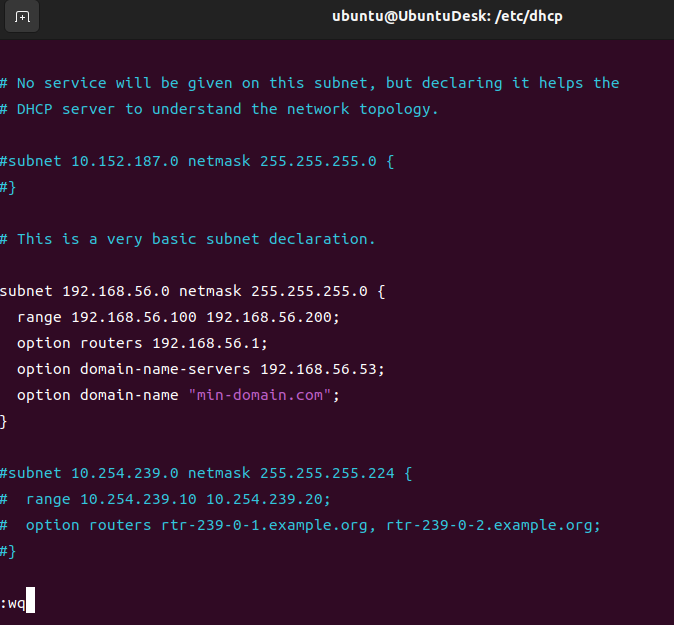 ubuntu@UbuntuDesk: /etc/dhcp
# No service will be given on this subnet, but declaring it helps the
# DHCP server to understand the network topology.
#subnet 10.152.187.0 netmask 255.255.255.0 {
#}
# This is a very basic subnet declaration.
subnet 192.168.56.0 netmask 255.255.255.0 {
  range 192.168.56.100 192.168.56.200;
  option routers 192.168.56.1;
  option domain-name-servers 192.168.56.53;
  option domain-name "min-domain.com";
}
#subnet 10.254.239.0 netmask 255.255.255.224 {
#  range 10.254.239.10 10.254.239.20;
#  option routers rtr-239-0-1.example.org, rtr-239-0-2.example.org;
#}
:wq